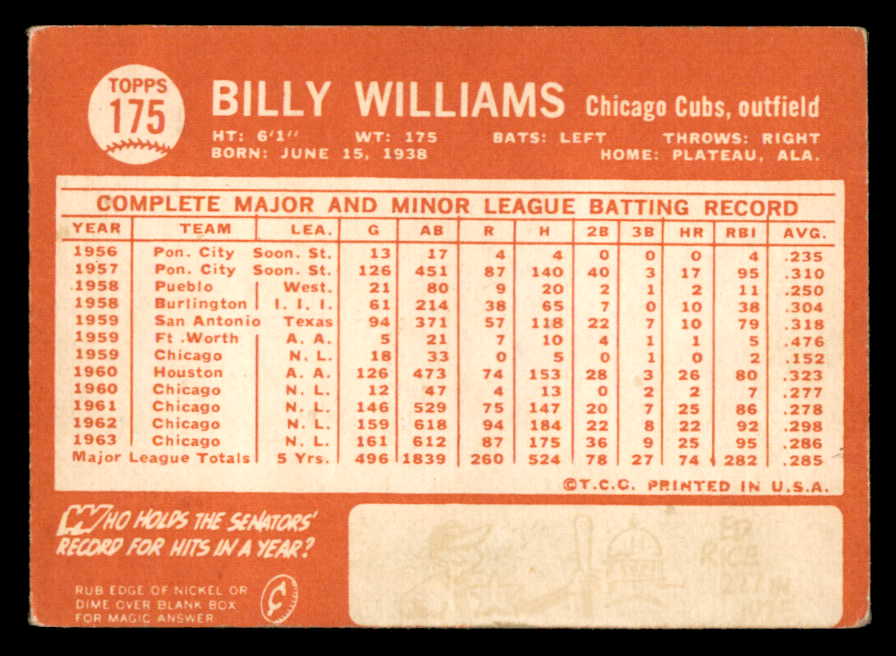 TOPPS
175
BILLY WILLIAMS Chicago Cubs, outfield
HT: 6'1" WT: 175 BATS: LEFT THROWS: RIGHT
BORN: JUNE 15, 1938 HOME: PLATEAU, ALA.
COMPLETE MAJOR AND MINOR LEAGUE BATTING RECORD
YEAR TEAM LEA. G AB R H 2B 3B HR RBI AVG.
1956 Pon. City Soon. St. 13 17 4 4 0 0 0 4 .235
1957 Pon. City Soon. St. 126 451 87 140 40 3 17 95 .310
1958 Pueblo West. 21 80 9 20 2 1 2 11 .250
1958 Burlington I. I. I. 61 214 38 65 7 0 10 38 .304
1959 San Antonio Texas 94 371 57 118 22 7 10 79 .318
1959 Ft. Worth A. A. 5 21 7 10 4 1 1 5 .476
1959 Chicago N. L. 18 33 0 5 0 1 0 2 .152
1960 Houston A. A. 126 473 74 153 28 3 26 80 .323
1960 Chicago N. L. 12 47 4 13 0 2 2 7 .277
1961 Chicago N. L. 146 529 75 147 20 7 25 86 .278
1962 Chicago N. L. 159 618 94 184 22 8 22 92 .298
1963 Chicago N. L. 161 612 87 175 36 9 25 95 .286
Major League Totals 5 Yrs. 496 1839 260 524 78 27 74 282 .285
©T.C.G. PRINTED IN U.S.A.
WHO HOLDS THE SENATORS'
RECORD FOR HITS IN A YEAR?
RUB EDGE OF NICKEL OR
DIME OVER BLANK BOX
FOR MAGIC ANSWER
¢
ED
RICE
227 IN